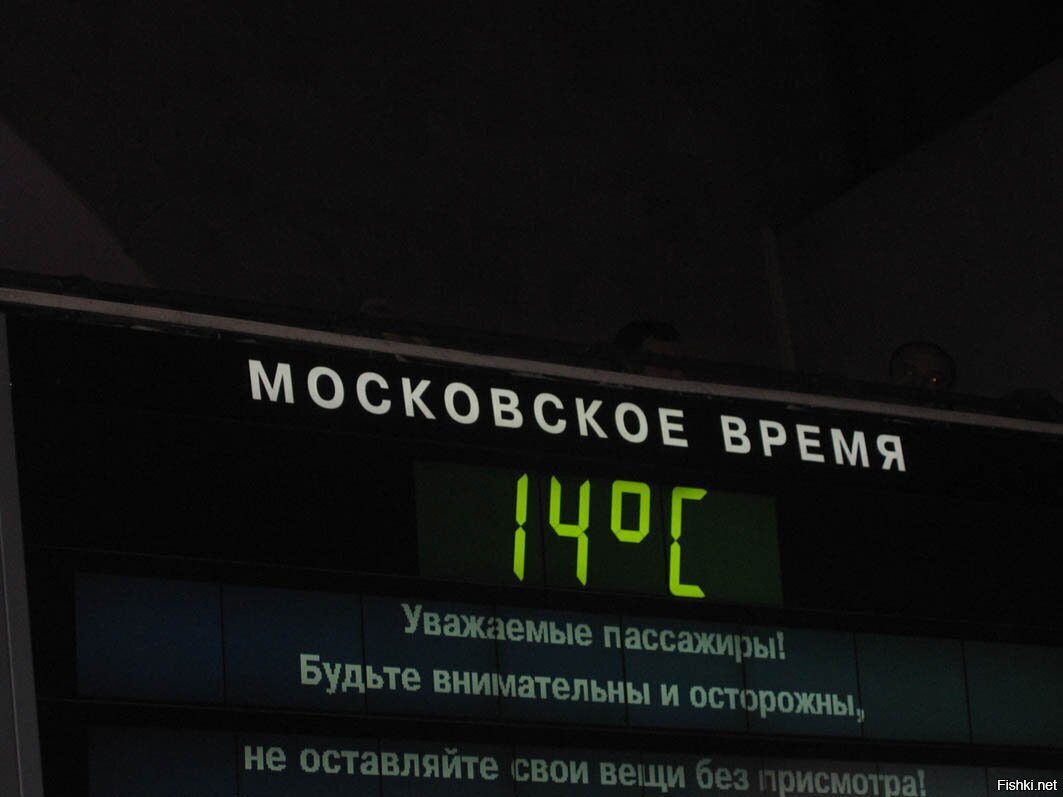 МОСКОВСКОЕ ВРЕМЯ
14°C
Уважаемые пассажиры!
Будьте внимательны и осторожны,
не оставляйте свои вещи без присмотра!
Fishki.net